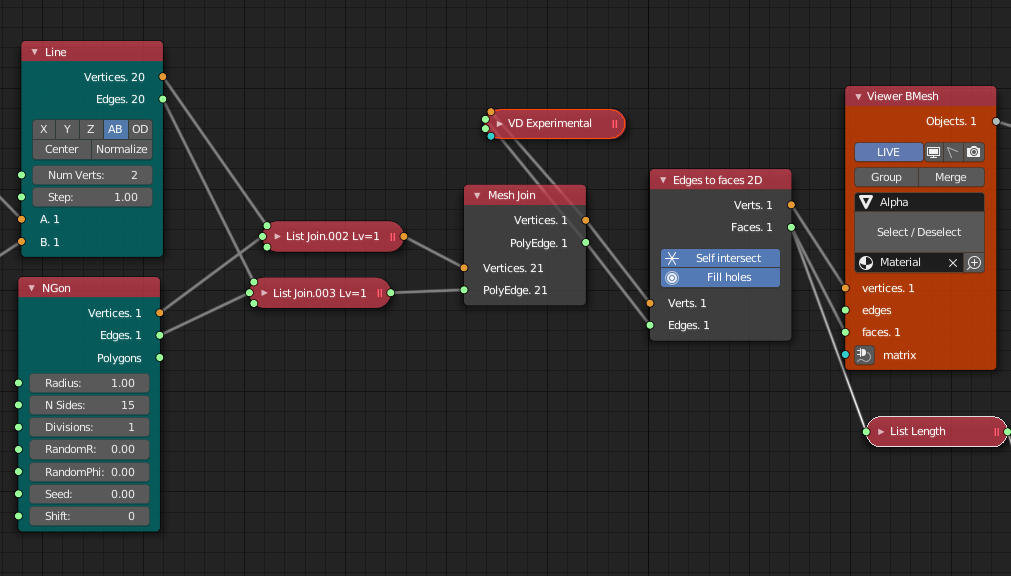 Line
Vertices. 20
Edges. 20
X Y Z AB OD
Center Normalize
Num Verts: 2
Step: 1.00
A. 1
B. 1
NGon
Vertices. 1
Edges. 1
Polygons
Radius: 1.00
N Sides: 15
Divisions: 1
RandomR: 0.00
RandomPhi: 0.00
Seed: 0.00
Shift: 0
List Join.002 Lv=1
List Join.003 Lv=1
VD Experimental
Mesh Join
Vertices. 1
PolyEdge. 1
Vertices. 21
PolyEdge. 21
Edges to faces 2D
Verts. 1
Faces. 1
Self intersect
Fill holes
Verts. 1
Edges. 1
Viewer BMesh
Objects. 1
LIVE
Group Merge
Alpha
Select / Deselect
Material
vertices. 1
edges
faces. 1
matrix
List Length